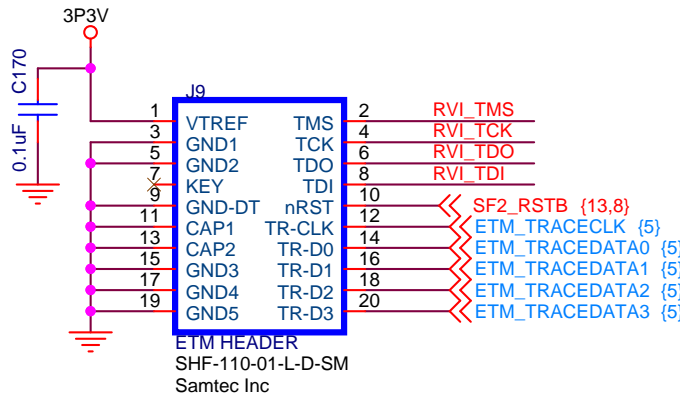 3P3V
C170
0.1uF
J9
1 VTREF TMS 2 RVI_TMS
3 GND1 TCK 4 RVI_TCK
5 GND2 TDO 6 RVI_TDO
7 KEY TDI 8 RVI_TDI
9 GND-DT nRST 10 SF2_RSTB {13,8}
11 CAP1 TR-CLK 12 ETM_TRACECLK {5}
13 CAP2 TR-D0 14 ETM_TRACEDATA0 {5}
15 GND3 TR-D1 16 ETM_TRACEDATA1 {5}
17 GND4 TR-D2 18 ETM_TRACEDATA2 {5}
19 GND5 TR-D3 20 ETM_TRACEDATA3 {5}
ETM HEADER
SHF-110-01-L-D-SM
Samtec Inc